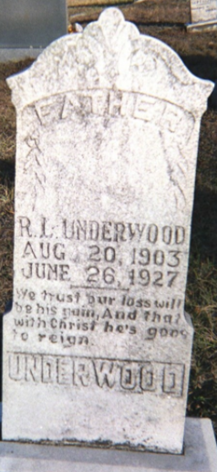 FATHER
R. L. UNDERWOOD
AUG 20, 1903
JUNE 26, 1927
We trust our loss will
be his gain, And that
with Christ he's gone
to reign.
UNDERWOOD